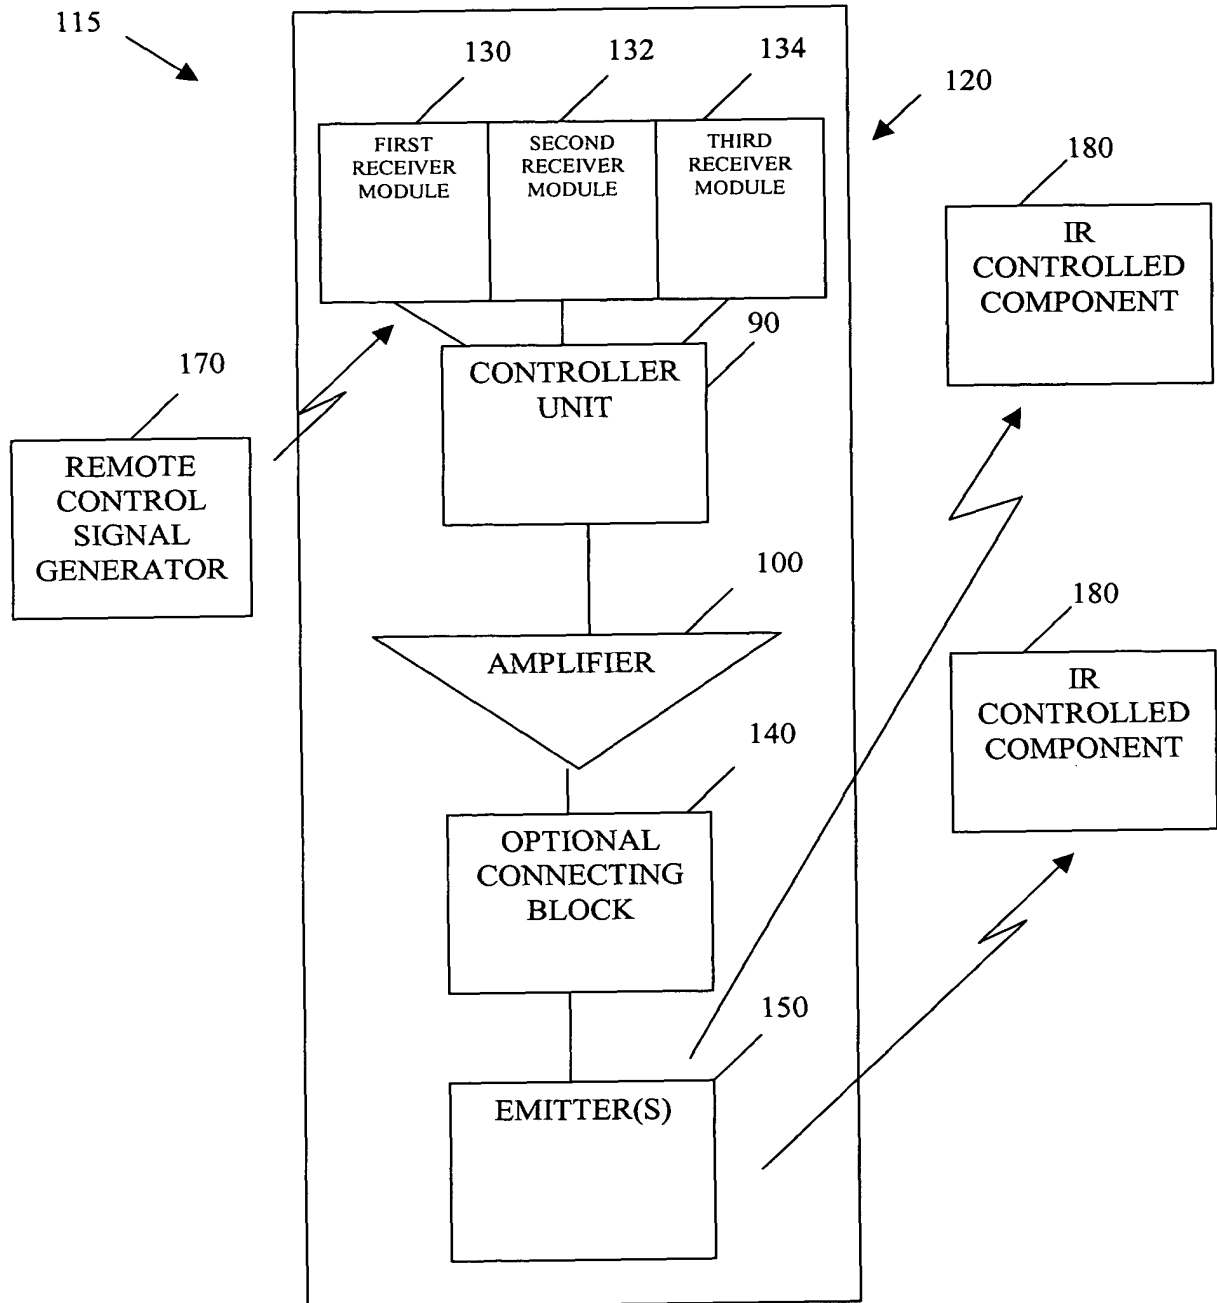 115
130
132
134
120
FIRST
RECEIVER
MODULE
SECOND
RECEIVER
MODULE
THIRD
RECEIVER
MODULE
180
IR
CONTROLLED
COMPONENT
90
CONTROLLER
UNIT
170
REMOTE
CONTROL
SIGNAL
GENERATOR
100
AMPLIFIER
180
IR
CONTROLLED
COMPONENT
140
OPTIONAL
CONNECTING
BLOCK
150
EMITTER(S)